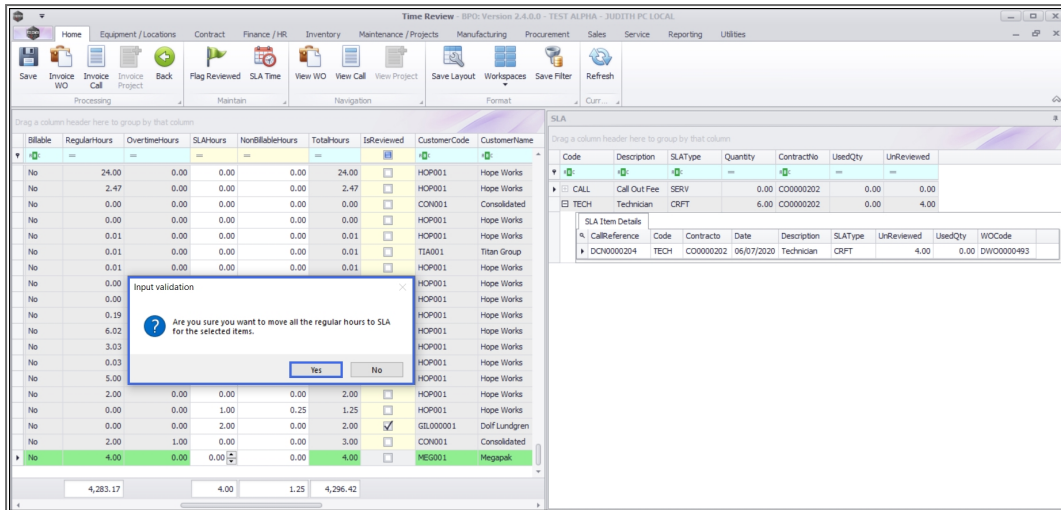 Time Review - BPO: Version 2.4.0.0 - TEST ALPHA - JUDITH PC LOCAL
Home Equipment / Locations Contract Finance / HR Inventory Maintenance / Projects Manufacturing Procurement Sales Service Reporting Utilities
Save Invoice WO Invoice Call Invoice Project Back Flag Reviewed SLA Time View WO View Call View Project Save Layout Workspaces Save Filter Refresh
Processing Maintain Navigation Format Curr...
Drag a column header here to group by that column
Billable RegularHours OvertimeHours SLAHours NonBillableHours TotalHours IsReviewed CustomerCode CustomerName
= = = = =
No 24.00 0.00 0.00 0.00 24.00 HOP001 Hope Works
No 2.47 0.00 0.00 0.00 2.47 HOP001 Hope Works
No 0.00 0.00 0.00 0.00 0.00 CON001 Consolidated
No 0.00 0.00 0.00 0.00 0.00 HOP001 Hope Works
No 0.01 0.00 0.00 0.00 0.01 HOP001 Hope Works
No 0.01 0.00 0.00 0.00 0.01 TIA001 Titan Group
No 0.01 0.00 0.00 0.00 0.01 HOP001 Hope Works
No 0.00 HOP001 Hope Works
No 0.00 HOP001 Hope Works
No 0.19 HOP001 Hope Works
No 6.02 HOP001 Hope Works
No 3.03 HOP001 Hope Works
No 0.03 HOP001 Hope Works
No 5.00 HOP001 Hope Works
No 2.00 0.00 0.00 0.00 2.00 HOP001 Hope Works
No 0.00 0.00 1.00 0.25 1.25 HOP001 Hope Works
No 0.00 0.00 2.00 0.00 2.00 GIL000001 Dolf Lundgren
No 2.00 1.00 0.00 0.00 3.00 CON001 Consolidated
No 4.00 0.00 0.00 0.00 4.00 MEG001 Megapak
4,283.17 4.00 1.25 4,296.42
Input validation
Are you sure you want to move all the regular hours to SLA
for the selected items.
Yes No
SLA
Drag a column header here to group by that column
Code Description SLAType Quantity ContractNo UsedQty UnReviewed
= = =
CALL Call Out Fee SERV 0.00 CO0000202 0.00 0.00
TECH Technician CRFT 6.00 CO0000202 0.00 4.00
SLA Item Details
CallReference Code Contracto Date Description SLAType UnReviewed UsedQty WOCode
DCN0000204 TECH CO0000202 06/07/2020 Technician CRFT 4.00 0.00 DWO0000493